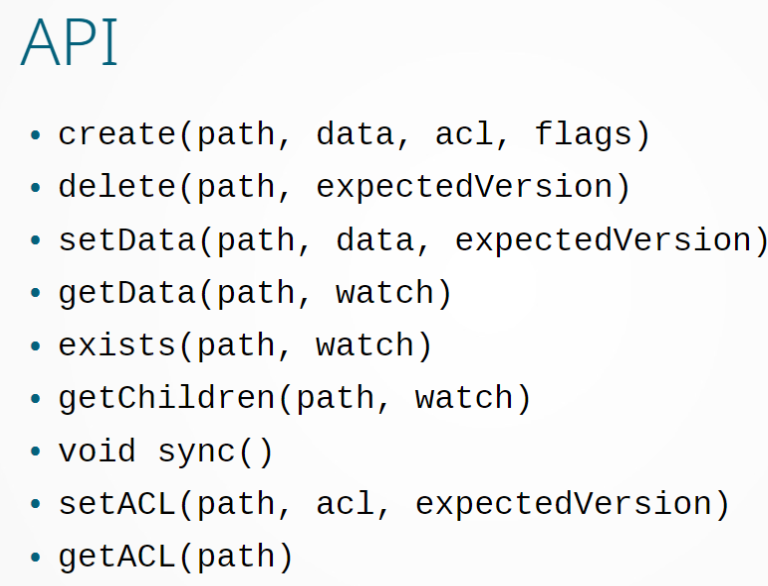 API
• create(path, data, acl, flags)
• delete(path, expectedVersion)
• setData(path, data, expectedVersion)
• getData(path, watch)
• exists(path, watch)
• getChildren(path, watch)
• void sync()
• setACL(path, acl, expectedVersion)
• getACL(path)